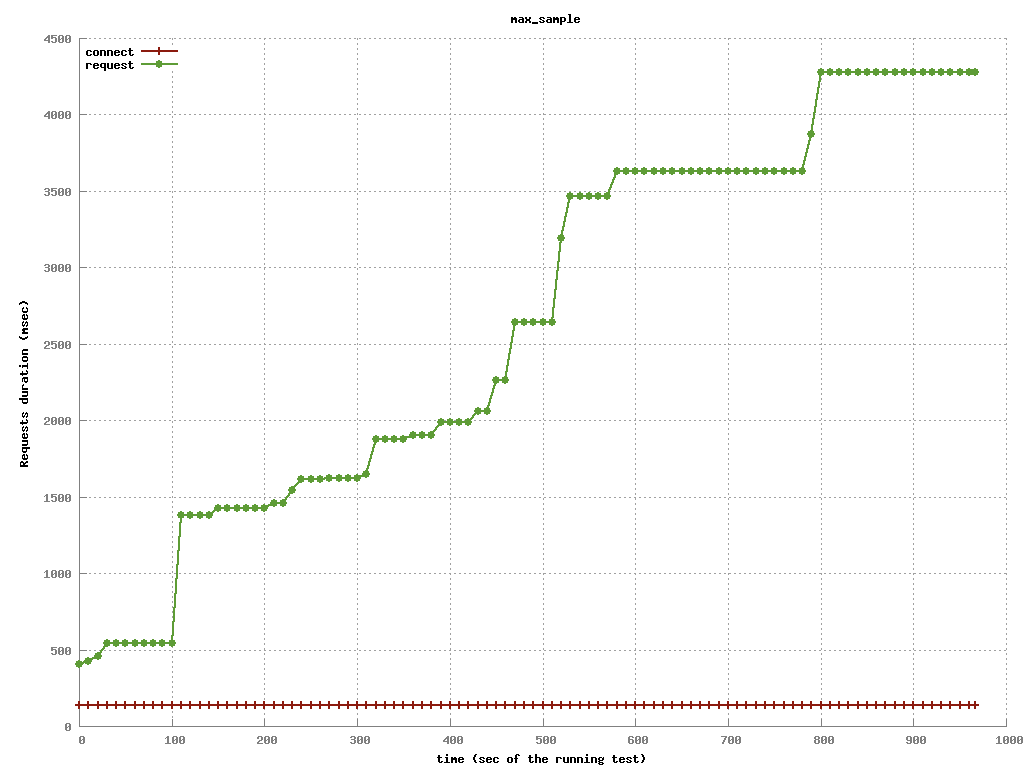 max_sample
connect
request
4500
4000
3500
3000
2500
2000
1500
1000
500
0
Requests duration (msec)
0 100 200 300 400 500 600 700 800 900 1000
time (sec of the running test)